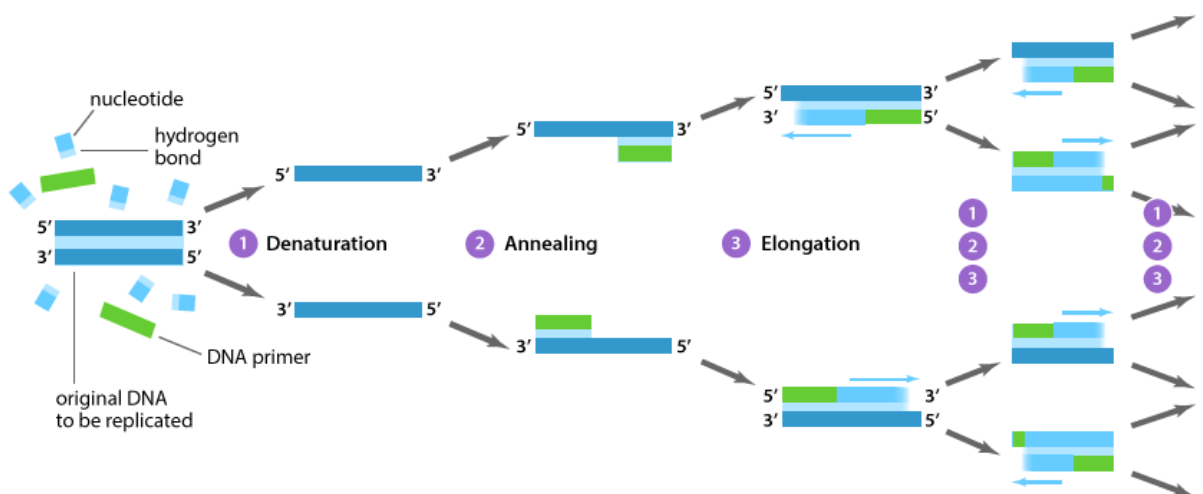 nucleotide
hydrogen
bond
5′ 3′
3′ 5′
DNA primer
original DNA
to be replicated
5′ 3′
1 Denaturation
3′ 5′
5′ 3′
2 Annealing
3′ 5′
5′ 3′
3′ 5′
3 Elongation
5′ 3′
3′ 5′
1
2
3
1
2
3